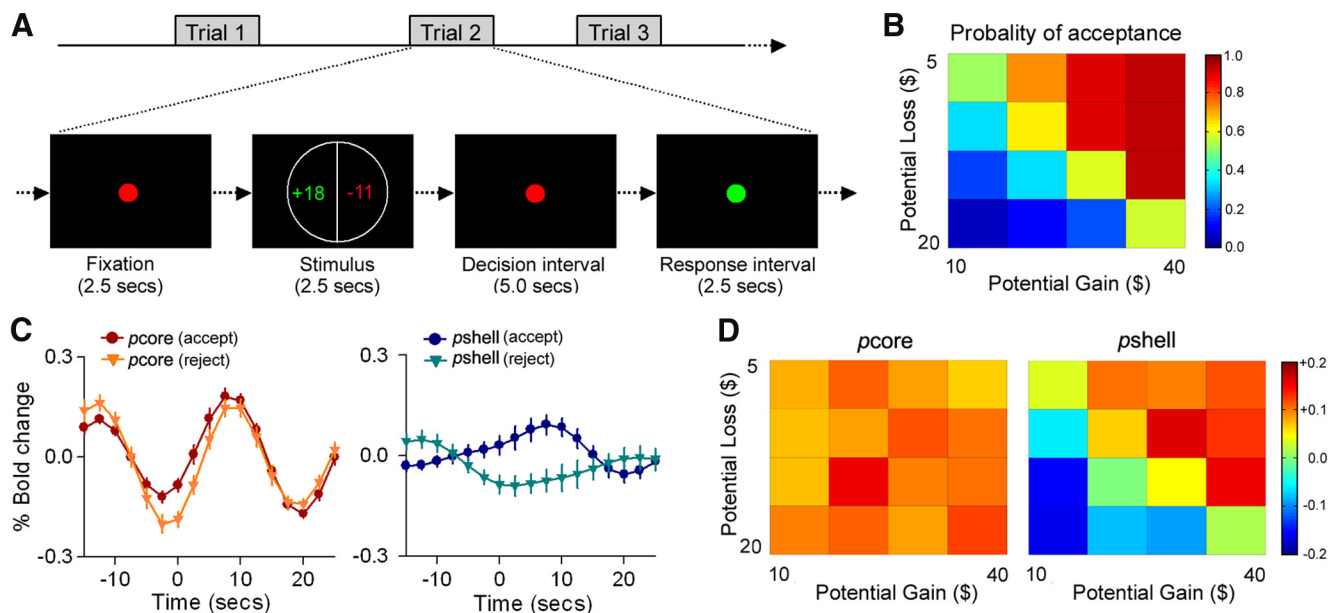 A
Trial 1
Trial 2
Trial 3
+18
-11
Fixation
(2.5 secs)
Stimulus
(2.5 secs)
Decision interval
(5.0 secs)
Response interval
(2.5 secs)
B
Probality of acceptance
5
20
Potential Loss ($)
10
40
Potential Gain ($)
1.0
0.8
0.6
0.4
0.2
0.0
C
pcore (accept)
pcore (reject)
0.3
0.0
-0.3
% Bold change
-10
0
10
20
Time (secs)
pshell (accept)
pshell (reject)
0.3
0.0
-0.3
-10
0
10
20
Time (secs)
D
pcore
5
20
Potential Loss ($)
10
40
Potential Gain ($)
pshell
10
40
Potential Gain ($)
+0.2
+0.1
0.0
-0.1
-0.2